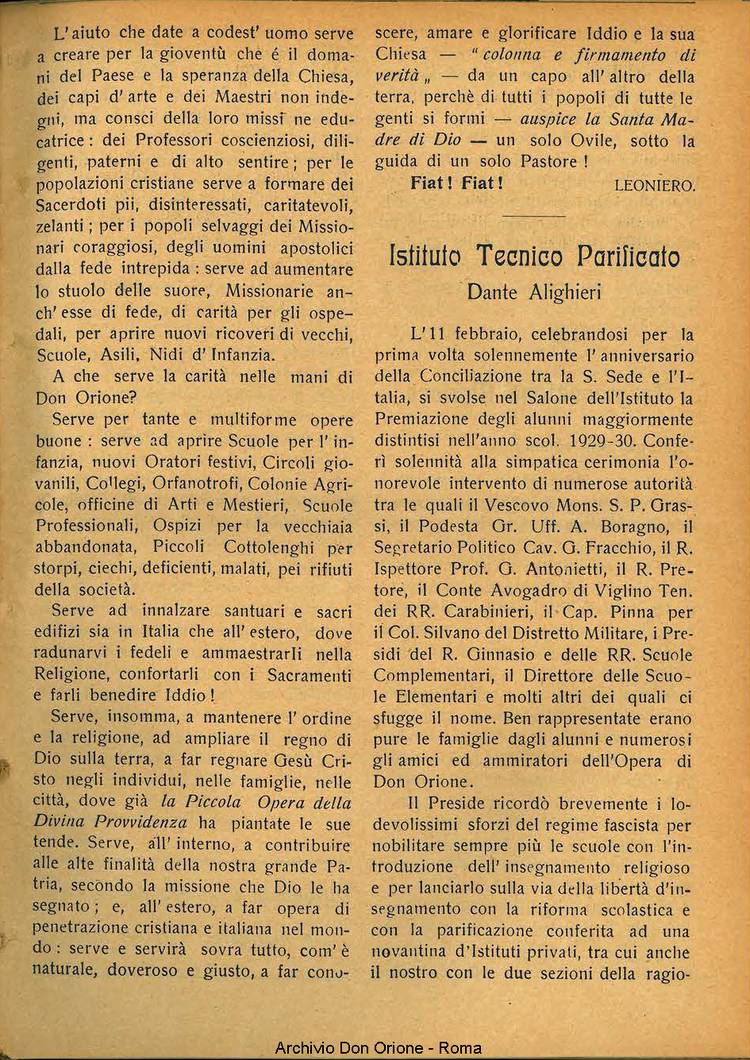 L'aiuto che date a codest' uomo serve
a creare per la gioventù che é il doma-
ni del Paese e la speranza della Chiesa,
dei capi d' arte e dei Maestri non inde-
gni, ma consci della loro missi ne edu-
catrice : dei Professori coscienziosi, dili-
genti, paterni e di alto sentire ; per le
popolazioni cristiane serve a formare dei
Sacerdoti pii, disinteressati, caritatevoli,
zelanti ; per i popoli selvaggi dei Missio-
nari coraggiosi, degli uomini apostolici
dalla fede intrepida : serve ad aumentare
lo stuolo delle suore, Missionarie an-
ch' esse di fede, di carità per gli ospe-
dali, per aprire nuovi ricoveri di vecchi,
Scuole, Asili, Nidi d' Infanzia.
A che serve la carità nelle mani di
Don Orione?
Serve per tante e multiforme opere
buone : serve ad aprire Scuole per l' in-
fanzia, nuovi Oratori festivi, Circoli gio-
vanili, Collegi, Orfanotrofi, Colonie Agri-
cole, officine di Arti e Mestieri, Scuole
Professionali, Ospizi per la vecchiaia
abbandonata, Piccoli Cottolenghi per
storpi, ciechi, deficienti, malati, pei rifiuti
della società.
Serve ad innalzare santuari e sacri
edifizi sia in Italia che all' estero, dove
radunarvi i fedeli e ammaestrarli nella
Religione, confortarli con i Sacramenti
e farli benedire Iddio !
Serve, insomma, a mantenere l' ordine
e la religione, ad ampliare il regno di
Dio sulla terra, a far regnare Gesù Cri-
sto negli individui, nelle famiglie, nelle
città, dove già la Piccola Opera della
Divina Provvidenza ha piantate le sue
tende. Serve, all' interno, a contribuire
alle alte finalità della nostra grande Pa-
tria, secondo la missione che Dio le ha
segnato ; e, all' estero, a far opera di
penetrazione cristiana e italiana nel mon-
do : serve e servirà sovra tutto, com' è
naturale, doveroso e giusto, a far cono-
scere, amare e glorificare Iddio e la sua
Chiesa — " colonna e firmamento di
verità „ — da un capo all' altro della
terra, perchè di tutti i popoli di tutte le
genti si formi — auspice la Santa Ma-
dre di Dio — un solo Ovile, sotto la
guida di un solo Pastore !
Fiat ! Fiat ! LEONIERO.
Istituto Tecnico Parificato
Dante Alighieri
L'11 febbraio, celebrandosi per la
prima volta solennemente l' anniversario
della Conciliazione tra la S. Sede e l'I-
talia, si svolse nel Salone dell'Istituto la
Premiazione degli alunni maggiormente
distintisi nell'anno scol. 1929-30. Confe-
rì solennità alla simpatica cerimonia l'o-
norevole intervento di numerose autorità
tra le quali il Vescovo Mons. S. P. Gras-
si, il Podesta Gr. Uff. A. Boragno, il
Segretario Politico Cav. G. Fracchio, il R.
Ispettore Prof. G. Antonietti, il R. Pre-
tore, il Conte Avogadro di Viglino Ten.
dei RR. Carabinieri, il Cap. Pinna per
il Col. Silvano del Distretto Militare, i Pre-
sidi del R. Ginnasio e delle RR. Scuole
Complementari, il Direttore delle Scuo-
le Elementari e molti altri dei quali ci
sfugge il nome. Ben rappresentate erano
pure le famiglie dagli alunni e numerosi
gli amici ed ammiratori dell'Opera di
Don Orione.
Il Preside ricordò brevemente i lo-
devolissimi sforzi del regime fascista per
nobilitare sempre più le scuole con l'in-
troduzione dell' insegnamento religioso
e per lanciarlo sulla via della libertà d'in-
segnamento con la riforma scolastica e
con la parificazione conferita ad una
novantina d'Istituti privati, tra cui anche
il nostro con le due sezioni della ragio-
Archivio Don Orione - Roma